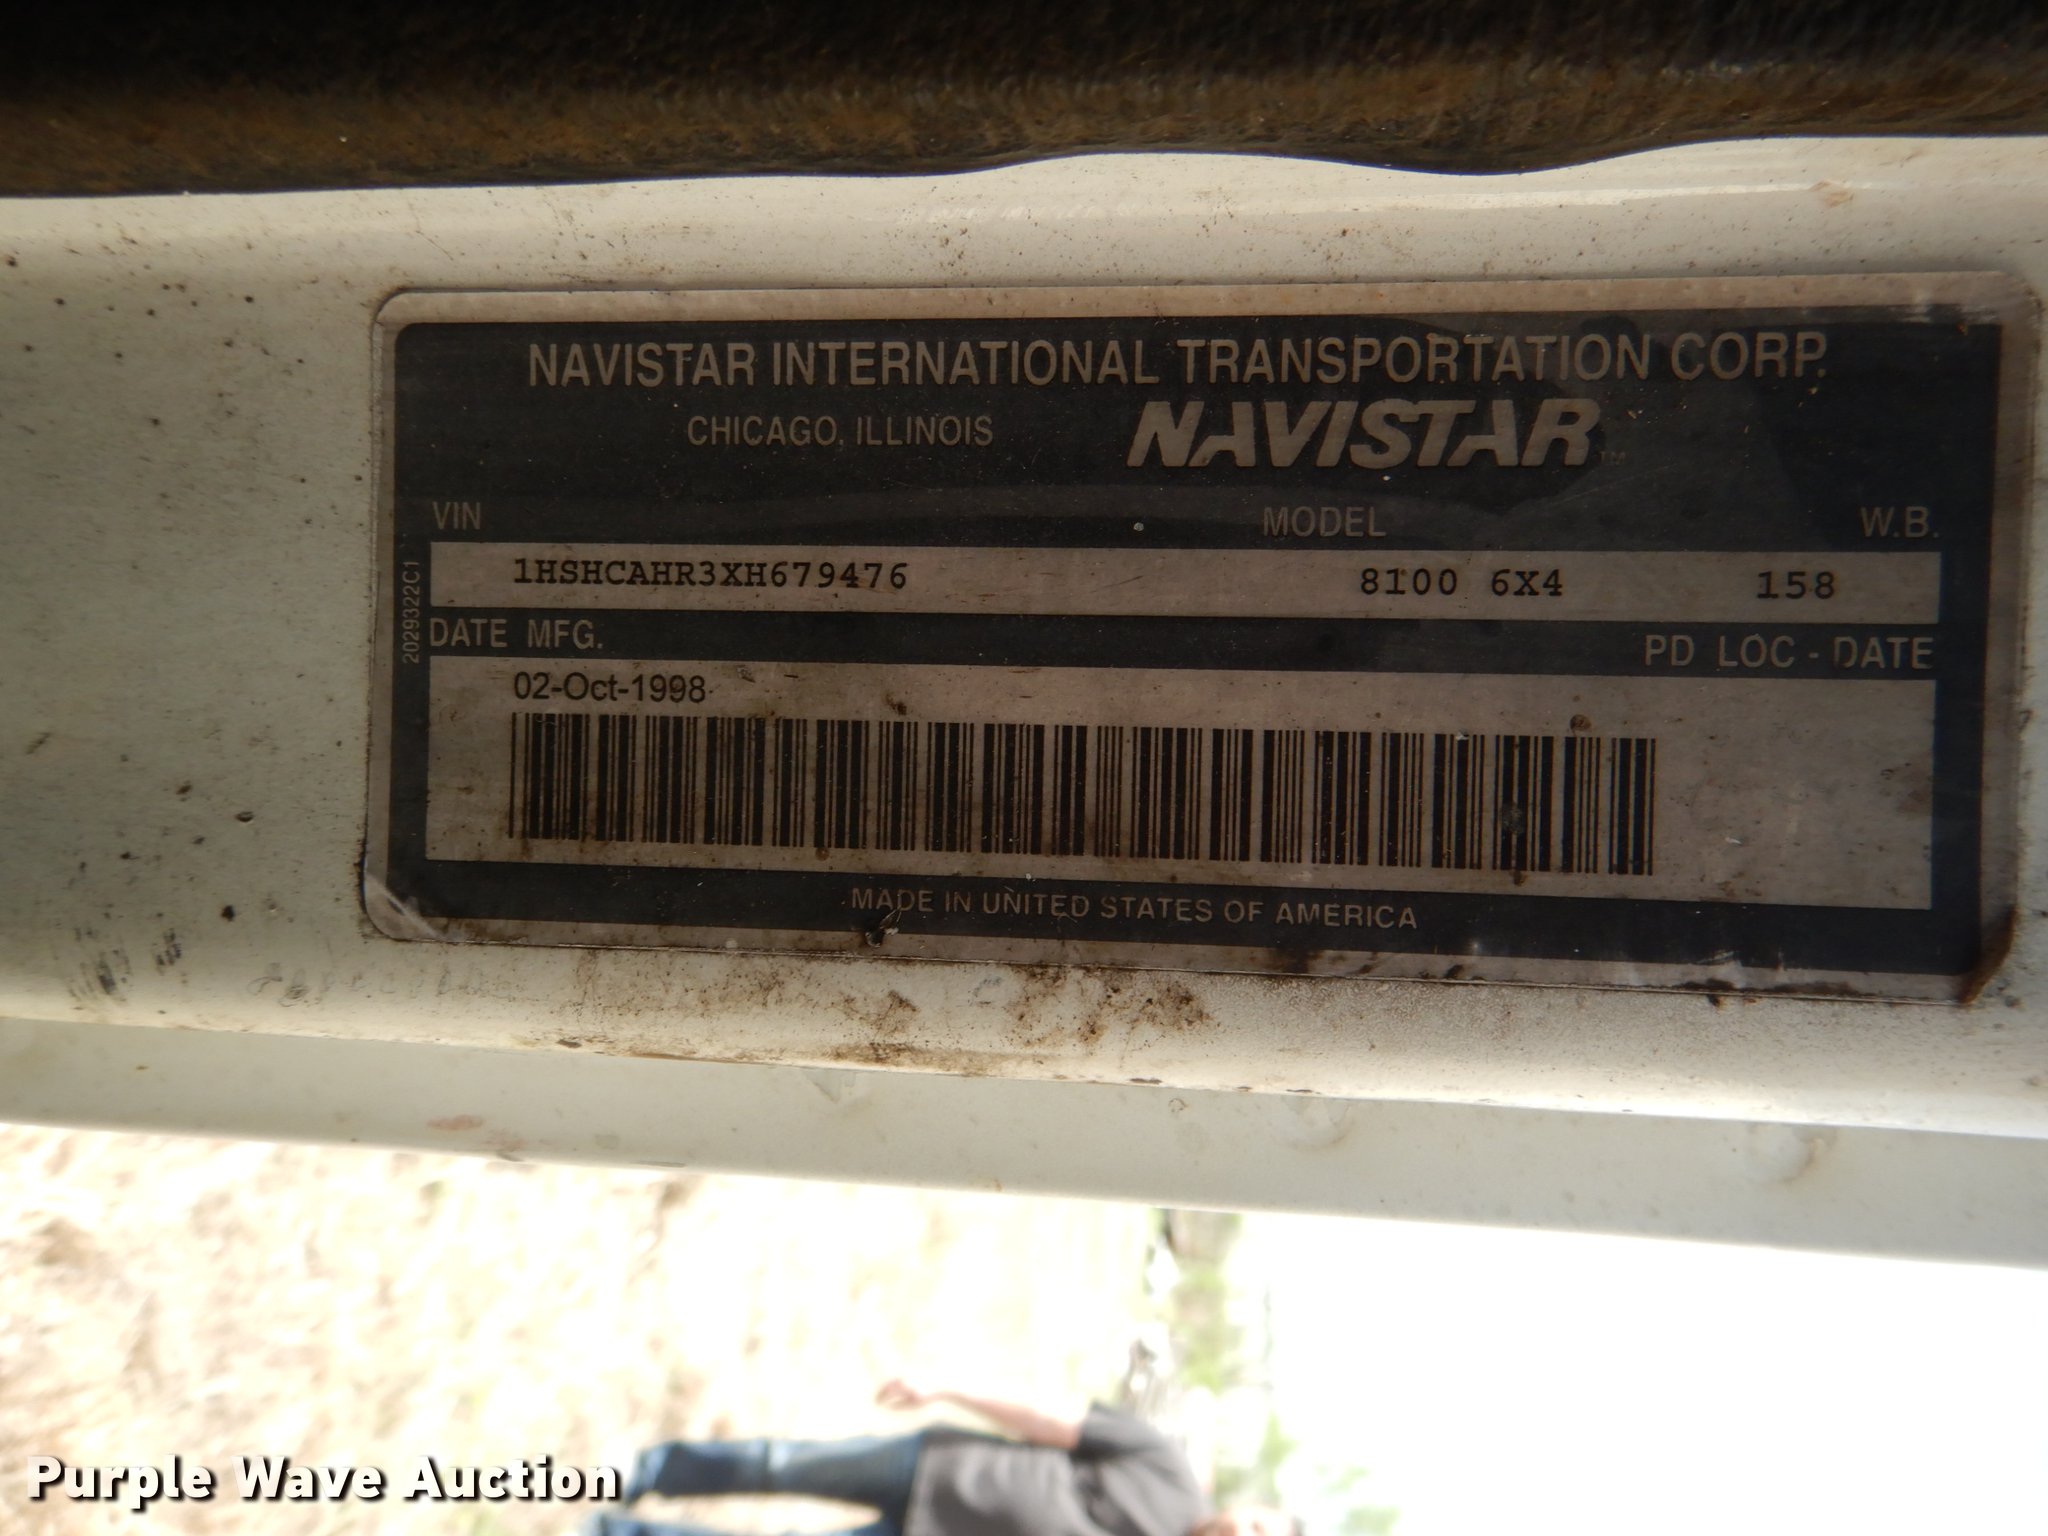 NAVISTAR INTERNATIONAL TRANSPORTATION CORP.
CHICAGO, ILLINOIS NAVISTAR™
VIN MODEL W.B.
1HSHCAHR3XH679476 8100 6X4 158
2029322C1
DATE MFG. PD LOC - DATE
02-Oct-1998
MADE IN UNITED STATES OF AMERICA
Purple Wave Auction